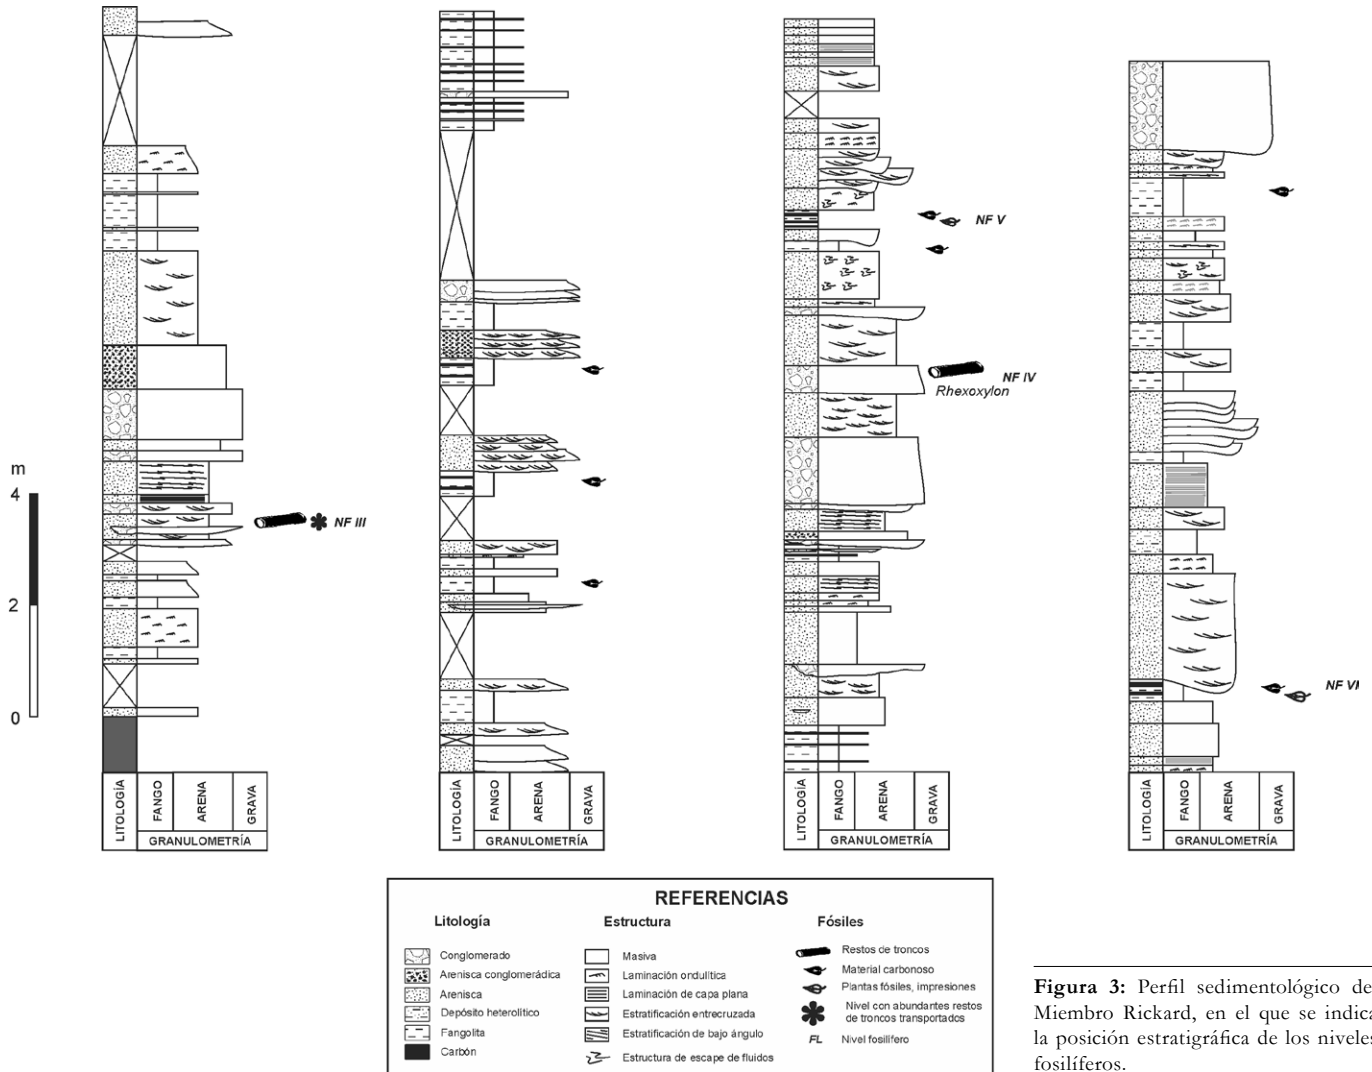 m
4
2
0
NF III
NF V
NF IV
Rhexoxylon
NF VI
LITOLOGÍA
FANGO
ARENA
GRAVA
GRANULOMETRÍA
LITOLOGÍA
FANGO
ARENA
GRAVA
GRANULOMETRÍA
LITOLOGÍA
FANGO
ARENA
GRAVA
GRANULOMETRÍA
LITOLOGÍA
FANGO
ARENA
GRAVA
GRANULOMETRÍA
REFERENCIAS
Litología
Conglomerado
Arenisca conglomerádica
Arenisca
Depósito heterolítico
Fangolita
Carbón
Estructura
Masiva
Laminación ondulítica
Laminación de capa plana
Estratificación entrecruzada
Estratificación de bajo ángulo
Estructura de escape de fluidos
Fósiles
Restos de troncos
Material carbonoso
Plantas fósiles, impresiones
Nivel con abundantes restos
de troncos transportados
FL Nivel fosilífero
Figura 3: Perfil sedimentológico de
Miembro Rickard, en el que se indica
la posición estratigráfica de los niveles
fosilíferos.